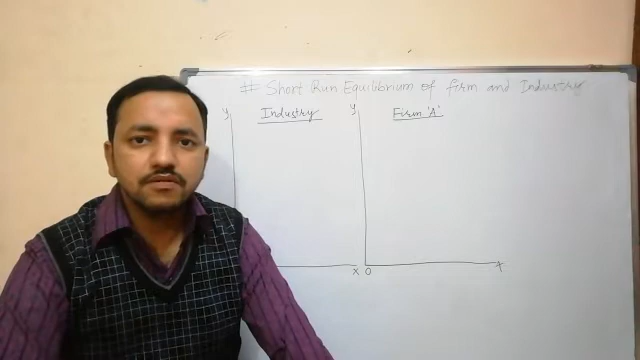 # Short Run Equilibrium of firm and Industry
y Industry y Firm 'A'
X O X